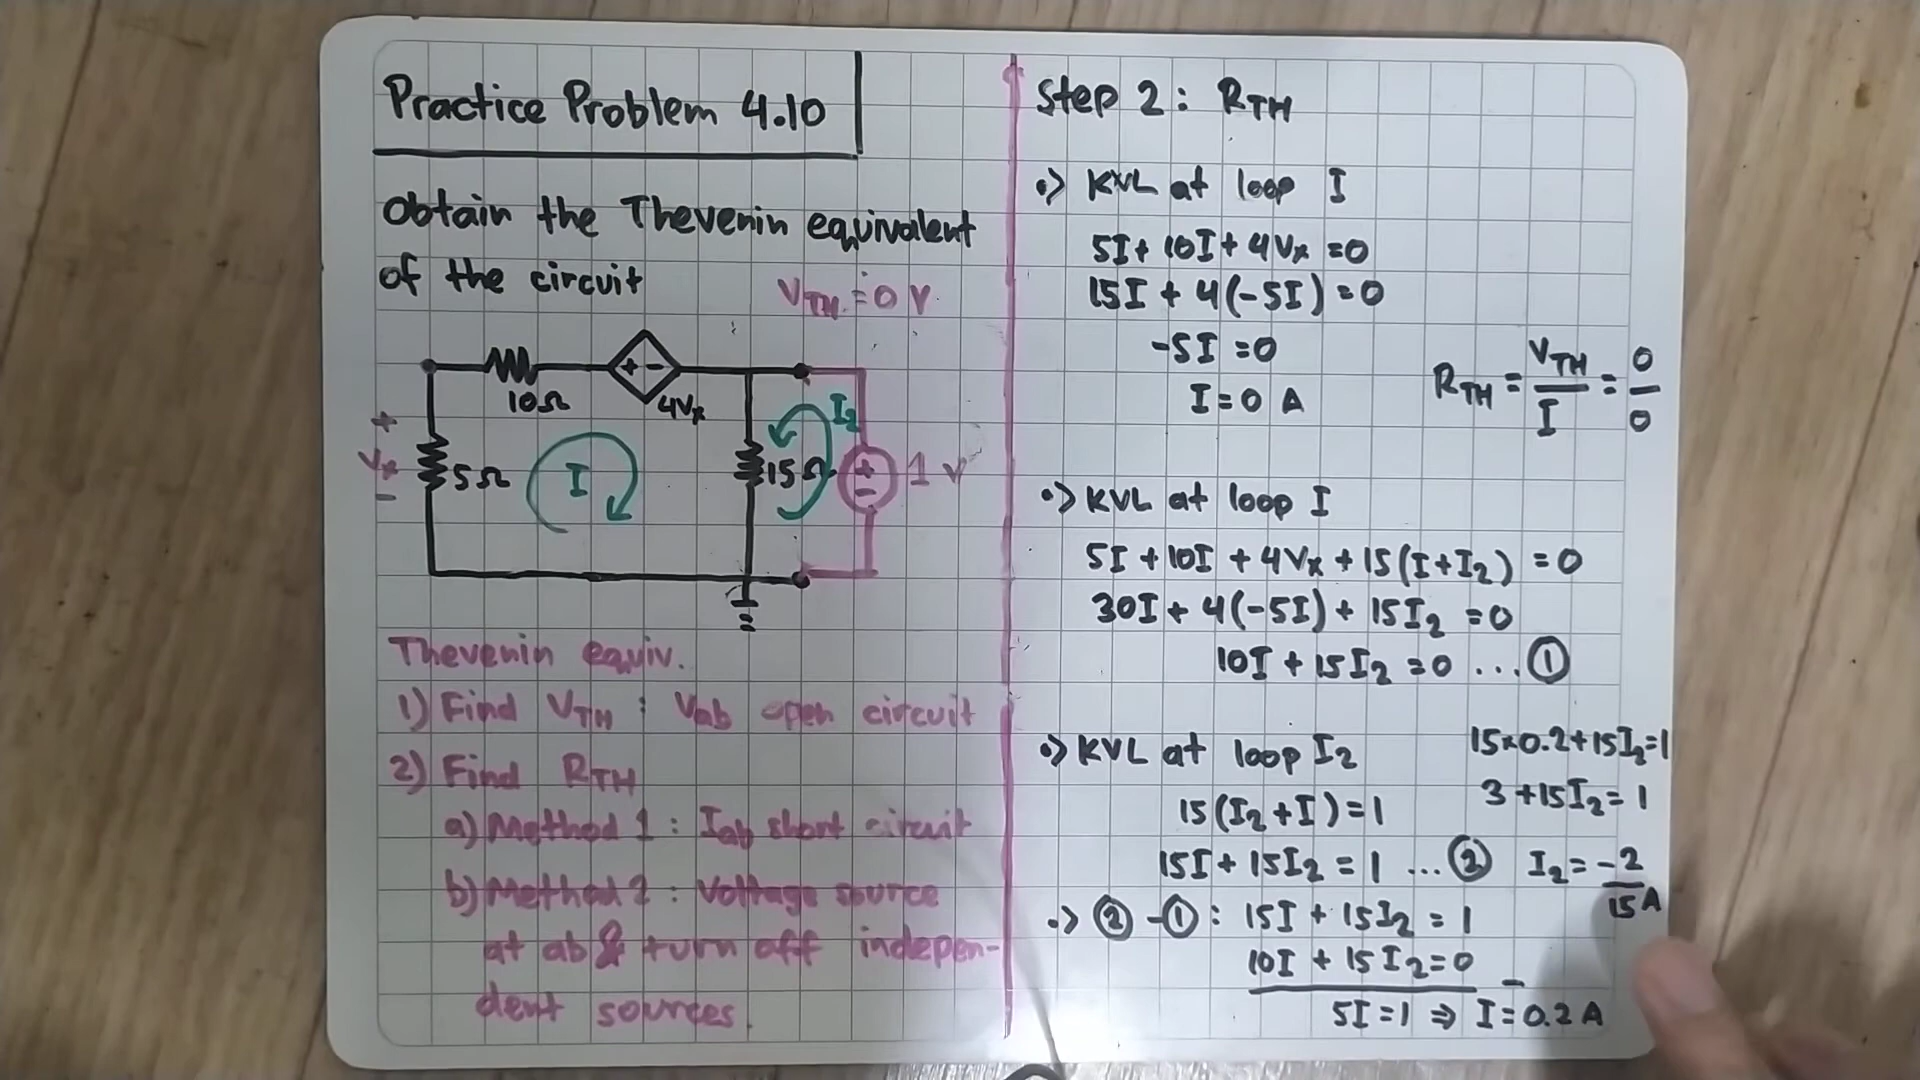 Practice Problem 4.10
Obtain the Thevenin equivalent
of the circuit
VTH = 0 V
10Ω
+ -
4Vx
I2
+
Vx
-
5Ω
I
15Ω
+
-
1 V
Thevenin equiv.
1) Find VTH : Vab open circuit
2) Find RTH
a) Method 1 : Iab short circuit
b) Method 2 : Voltage source
at ab & turn off indepen-
dent sources.
Step 2 : RTH
•> KVL at loop I
5I + 10I + 4Vx = 0
15I + 4(-5I) = 0
-5I = 0
I = 0 A
RTH = VTH/I = 0/0
•> KVL at loop I
5I + 10I + 4Vx + 15(I+I2) = 0
30I + 4(-5I) + 15I2 = 0
10I + 15I2 = 0 ... ①
•> KVL at loop I2
15(I2+I) = 1
15I + 15I2 = 1 ... ②
•> ② - ① : 15I + 15I2 = 1
10I + 15I2 = 0 -
5I = 1 ⇒ I = 0.2 A
15×0.2+15I2=1
3 + 15I2 = 1
I2 = -2/15 A